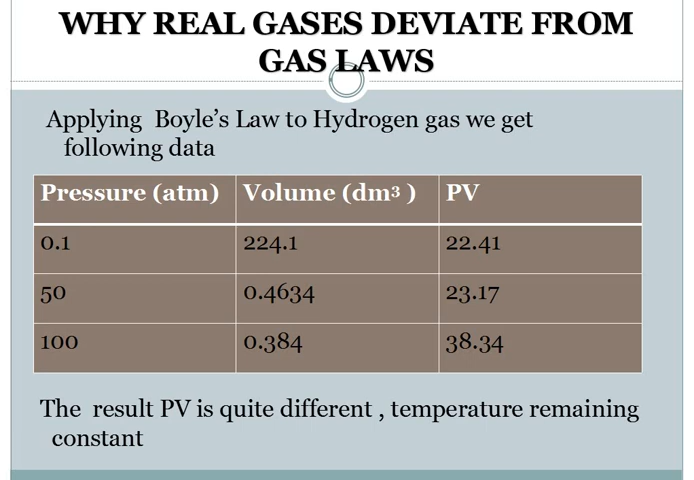 WHY REAL GASES DEVIATE FROM
GAS LAWS
Applying Boyle’s Law to Hydrogen gas we get
following data
Pressure (atm) Volume (dm³ ) PV
0.1 224.1 22.41
50 0.4634 23.17
100 0.384 38.34
The result PV is quite different , temperature remaining
constant